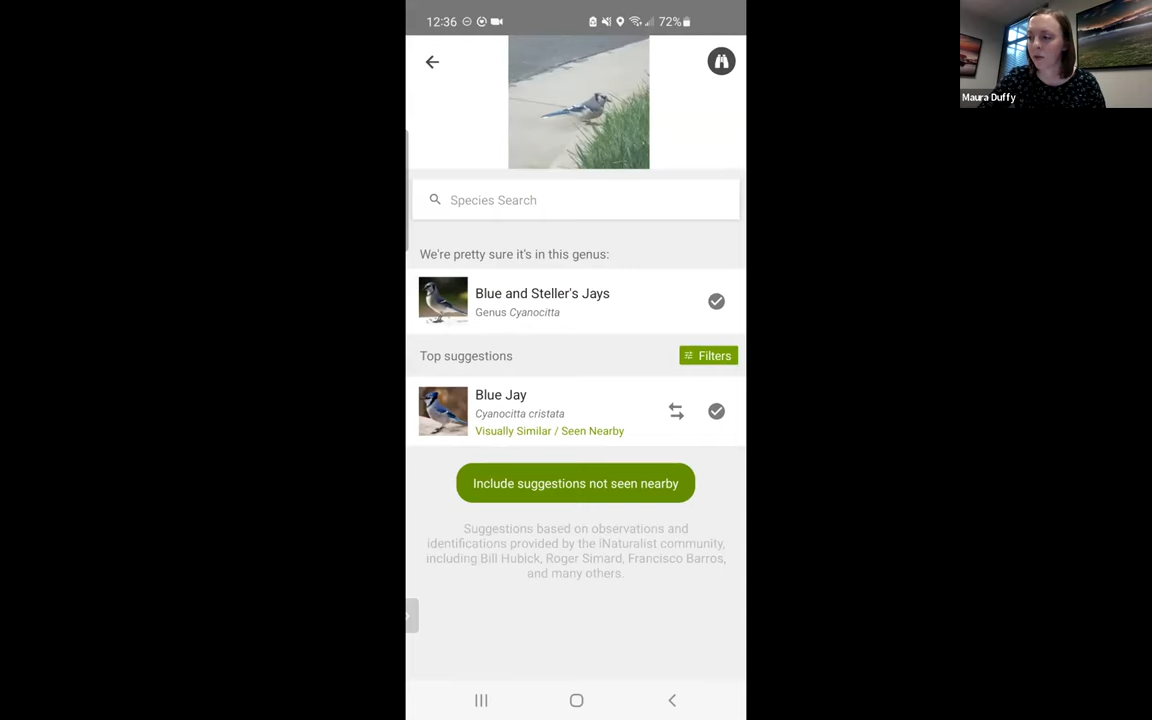 12:36
72%
Maura Duffy
Species Search
We're pretty sure it's in this genus:
Blue and Steller's Jays
Genus Cyanocitta
Top suggestions
Filters
Blue Jay
Cyanocitta cristata
Visually Similar / Seen Nearby
Include suggestions not seen nearby
Suggestions based on observations and
identifications provided by the iNaturalist community,
including Bill Hubick, Roger Simard, Francisco Barros,
and many others.